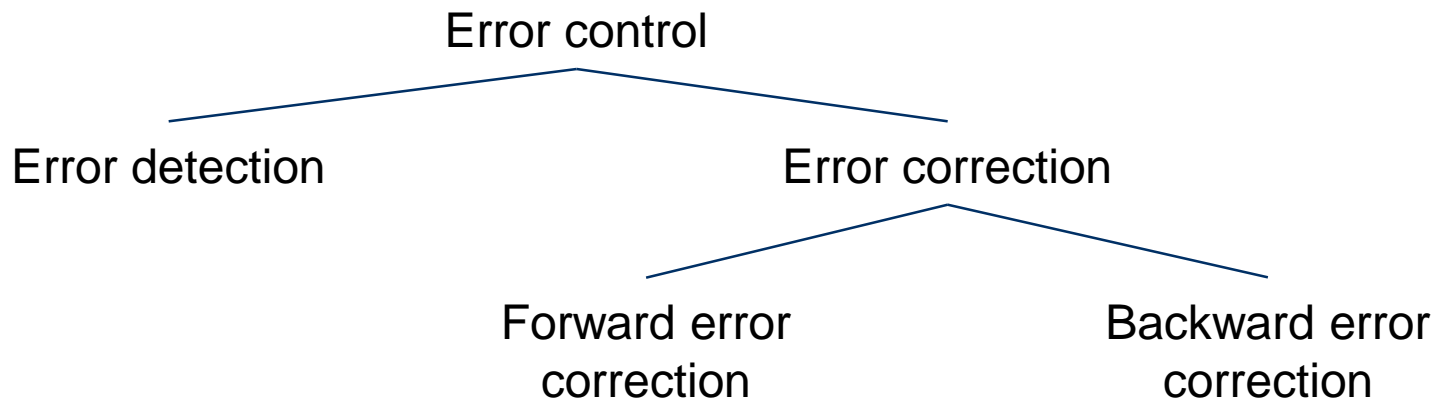 Error control
Error detection
Error correction
Forward error
correction
Backward error
correction